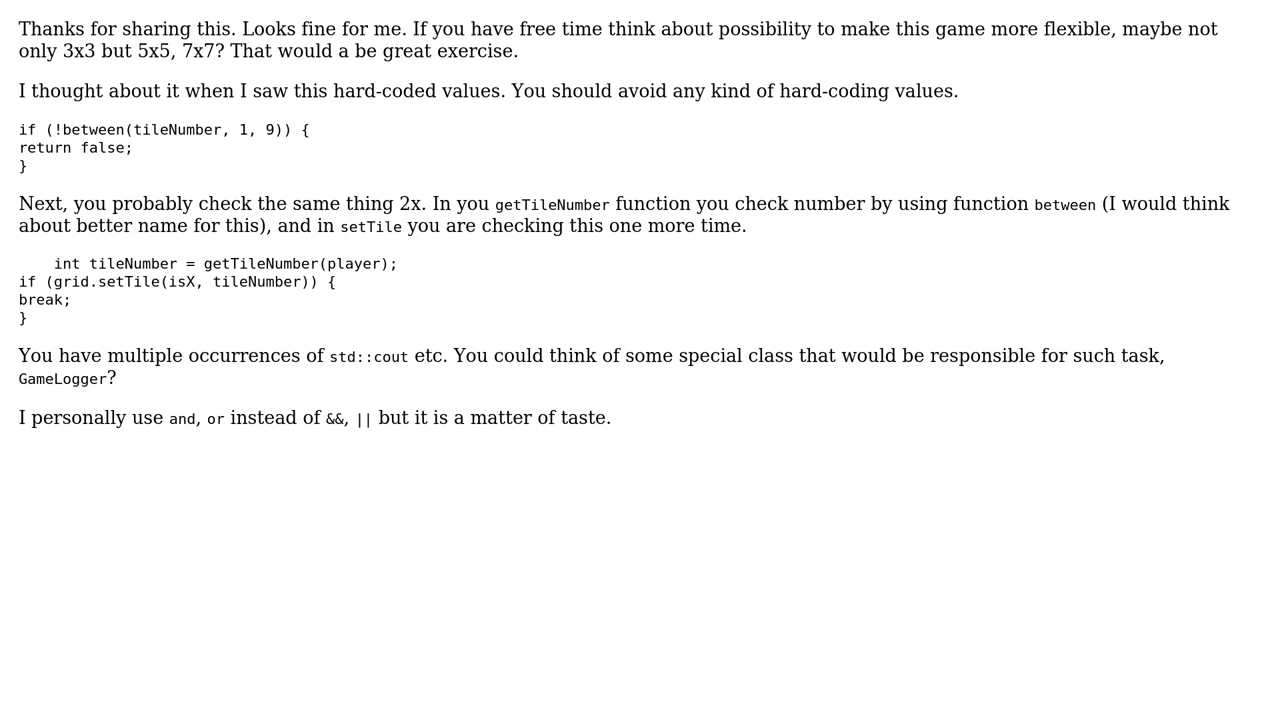 Thanks for sharing this. Looks fine for me. If you have free time think about possibility to make this game more flexible, maybe not
only 3x3 but 5x5, 7x7? That would a be great exercise.
I thought about it when I saw this hard-coded values. You should avoid any kind of hard-coding values.
if (!between(tileNumber, 1, 9)) {
return false;
}
Next, you probably check the same thing 2x. In you getTileNumber function you check number by using function between (I would think
about better name for this), and in setTile you are checking this one more time.
    int tileNumber = getTileNumber(player);
if (grid.setTile(isX, tileNumber)) {
break;
}
You have multiple occurrences of std::cout etc. You could think of some special class that would be responsible for such task,
GameLogger?
I personally use and, or instead of &&, || but it is a matter of taste.